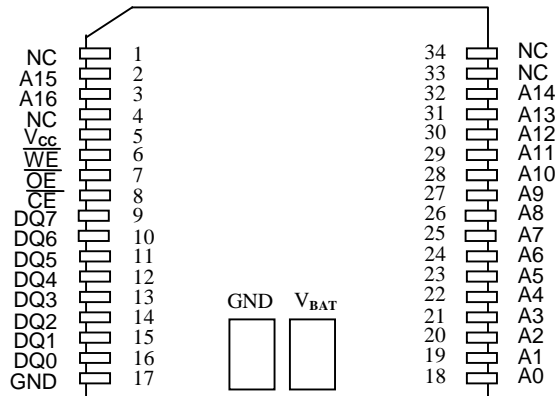 NC 1 34 NC
A15 2 33 NC
A16 3 32 A14
NC 4 31 A13
Vcc 5 30 A12
WE 6 29 A11
OE 7 28 A10
CE 8 27 A9
DQ7 9 26 A8
DQ6 10 25 A7
DQ5 11 24 A6
DQ4 12 23 A5
DQ3 13 22 A4
DQ2 14 21 A3
DQ1 15 20 A2
DQ0 16 19 A1
GND 17 18 A0
GND VBAT